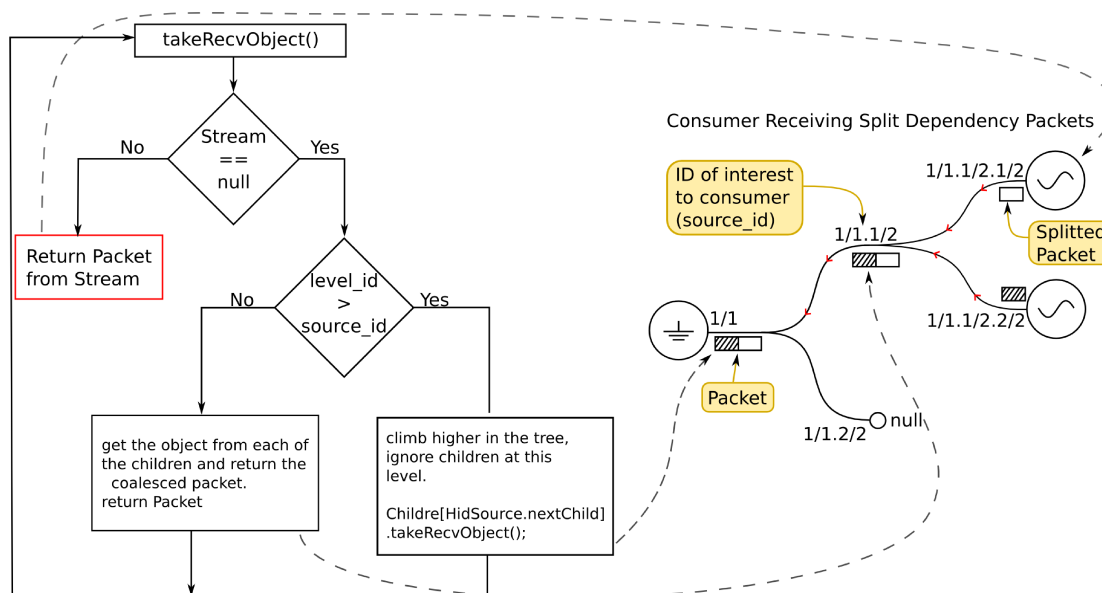 takeRecvObject()
Stream
==
null
No
Yes
Return Packet
from Stream
level_id
>
source_id
No
Yes
get the object from each of
the children and return the
coalesced packet.
return Packet
climb higher in the tree,
ignore children at this
level.
Childre[HidSource.nextChild]
.takeRecvObject();
Consumer Receiving Split Dependency Packets
ID of interest
to consumer
(source_id)
1/1.1/2.1/2
Splitted
Packet
1/1.1/2
1/1.1/2.2/2
1/1
Packet
null
1/1.2/2